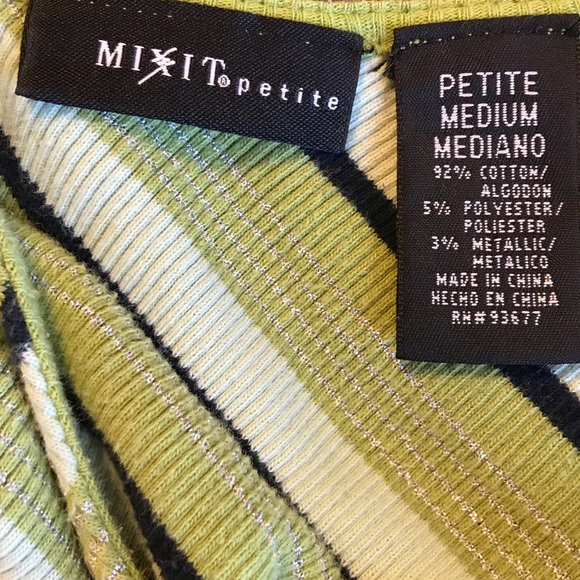 MIXIT® petite
PETITE
MEDIUM
MEDIANO
92% COTTON/
ALGODON
5% POLYESTER/
POLIESTER
3% METALLIC/
METALICO
MADE IN CHINA
HECHO EN CHINA
RN#93677